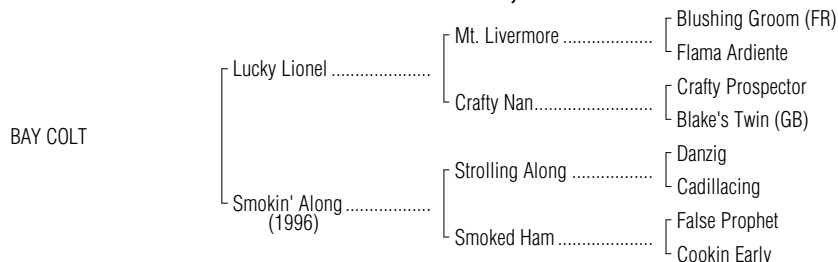 Blushing Groom (FR)
Mt. Livermore ....................
Flama Ardiente
Lucky Lionel .....................
Crafty Prospector
Crafty Nan.....................
Blake's Twin (GB)
BAY COLT
Danzig
Strolling Along ..................
Cadillacing
Smokin' Along ..................
(1996)
False Prophet
Smoked Ham .....................
Cookin Early